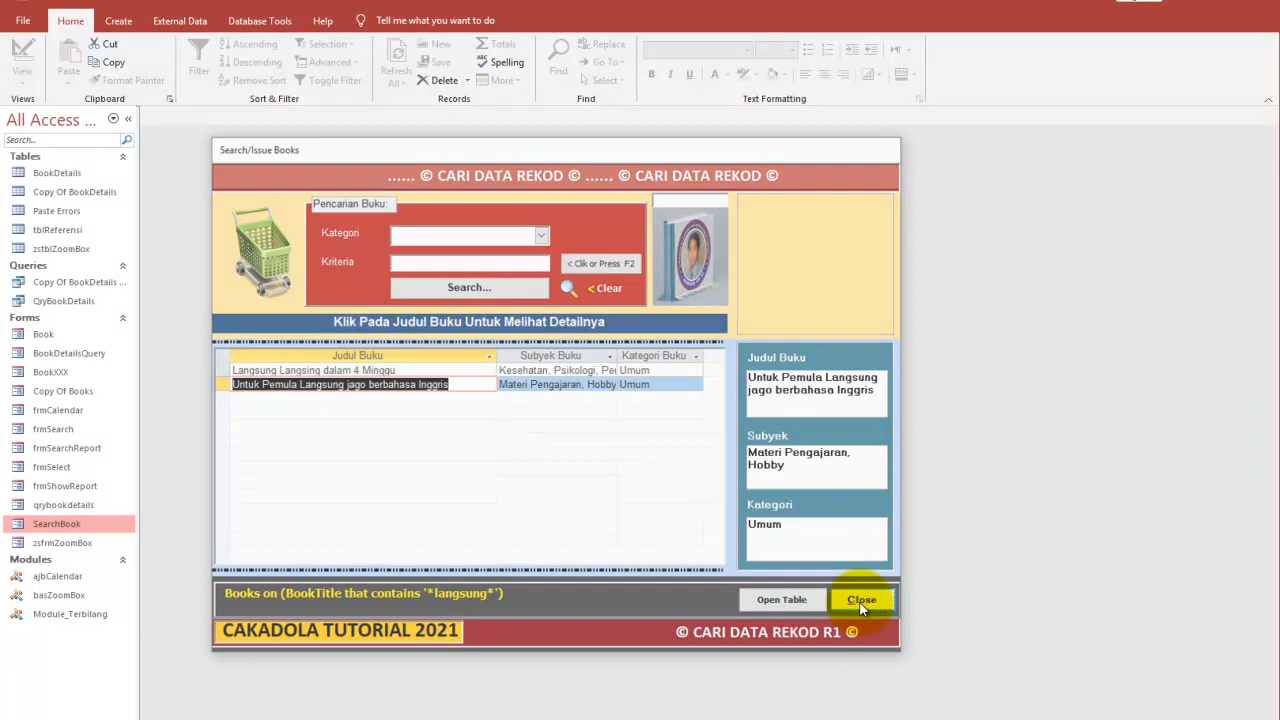 File Home Create External Data Database Tools Help Tell me what you want to do
View
Views
Paste
Cut
Copy
Format Painter
Clipboard
Filter
Ascending
Descending
Remove Sort
Selection
Advanced
Toggle Filter
Sort & Filter
Refresh
All
New
Save
Delete
Totals
Spelling
More
Records
Find
Replace
Go To
Select
Find
B I U A
Text Formatting
All Access ...
Search..
Tables
BookDetails
Copy Of BookDetails
Paste Errors
tblReferensi
zstblZoomBox
Queries
Copy Of BookDetails ...
QryBookDetails
Forms
Book
BookDetailsQuery
BookXXX
Copy Of Books
frmCalendar
frmSearch
frmSearchReport
frmSelect
frmShowReport
qrybookdetails
SearchBook
zsfrmZoomBox
Modules
ajbCalendar
basZoomBox
Module_Terbilang
Search/Issue Books
...... © CARI DATA REKOD © ...... © CARI DATA REKOD ©
Pencarian Buku:
Kategori
Kriteria
< Clik or Press F2
Search...
< Clear
Klik Pada Judul Buku Untuk Melihat Detailnya
Judul Buku Subyek Buku Kategori Buku
Langsung Langsing dalam 4 Minggu Kesehatan, Psikologi, Pe Umum
Untuk Pemula Langsung jago berbahasa Inggris Materi Pengajaran, Hobby Umum
Judul Buku
Untuk Pemula Langsung
jago berbahasa Inggris
Subyek
Materi Pengajaran,
Hobby
Kategori
Umum
Books on (BookTitle that contains '*langsung*')
Open Table Close
CAKADOLA TUTORIAL 2021
© CARI DATA REKOD R1 ©